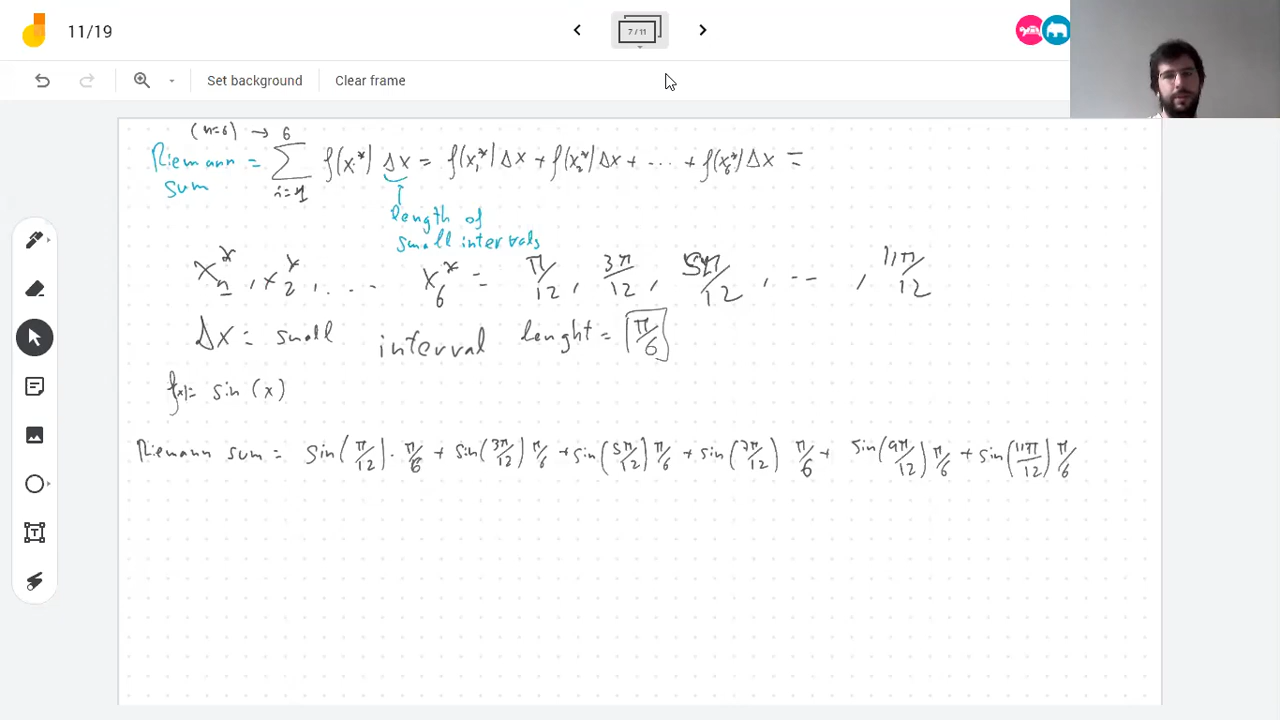 11/19
7 / 11
Set background
Clear frame
(n=6) → 6
Riemann sum = ∑ f(xᵢ*) Δx = f(x₁*) Δx + f(x₂*) Δx + ... + f(x₆*) Δx =
i=1
length of
small intervals
x₁*, x₂*, .... x₆* = π/12, 3π/12, 5π/12, ..., 11π/12
Δx = small interval lenght = π/6
f(x)= sin (x)
Riemann sum = sin(π/12)·π/6 + sin(3π/12)π/6 + sin(5π/12)π/6 + sin(7π/12) π/6 + sin(9π/12)π/6 + sin(11π/12)π/6